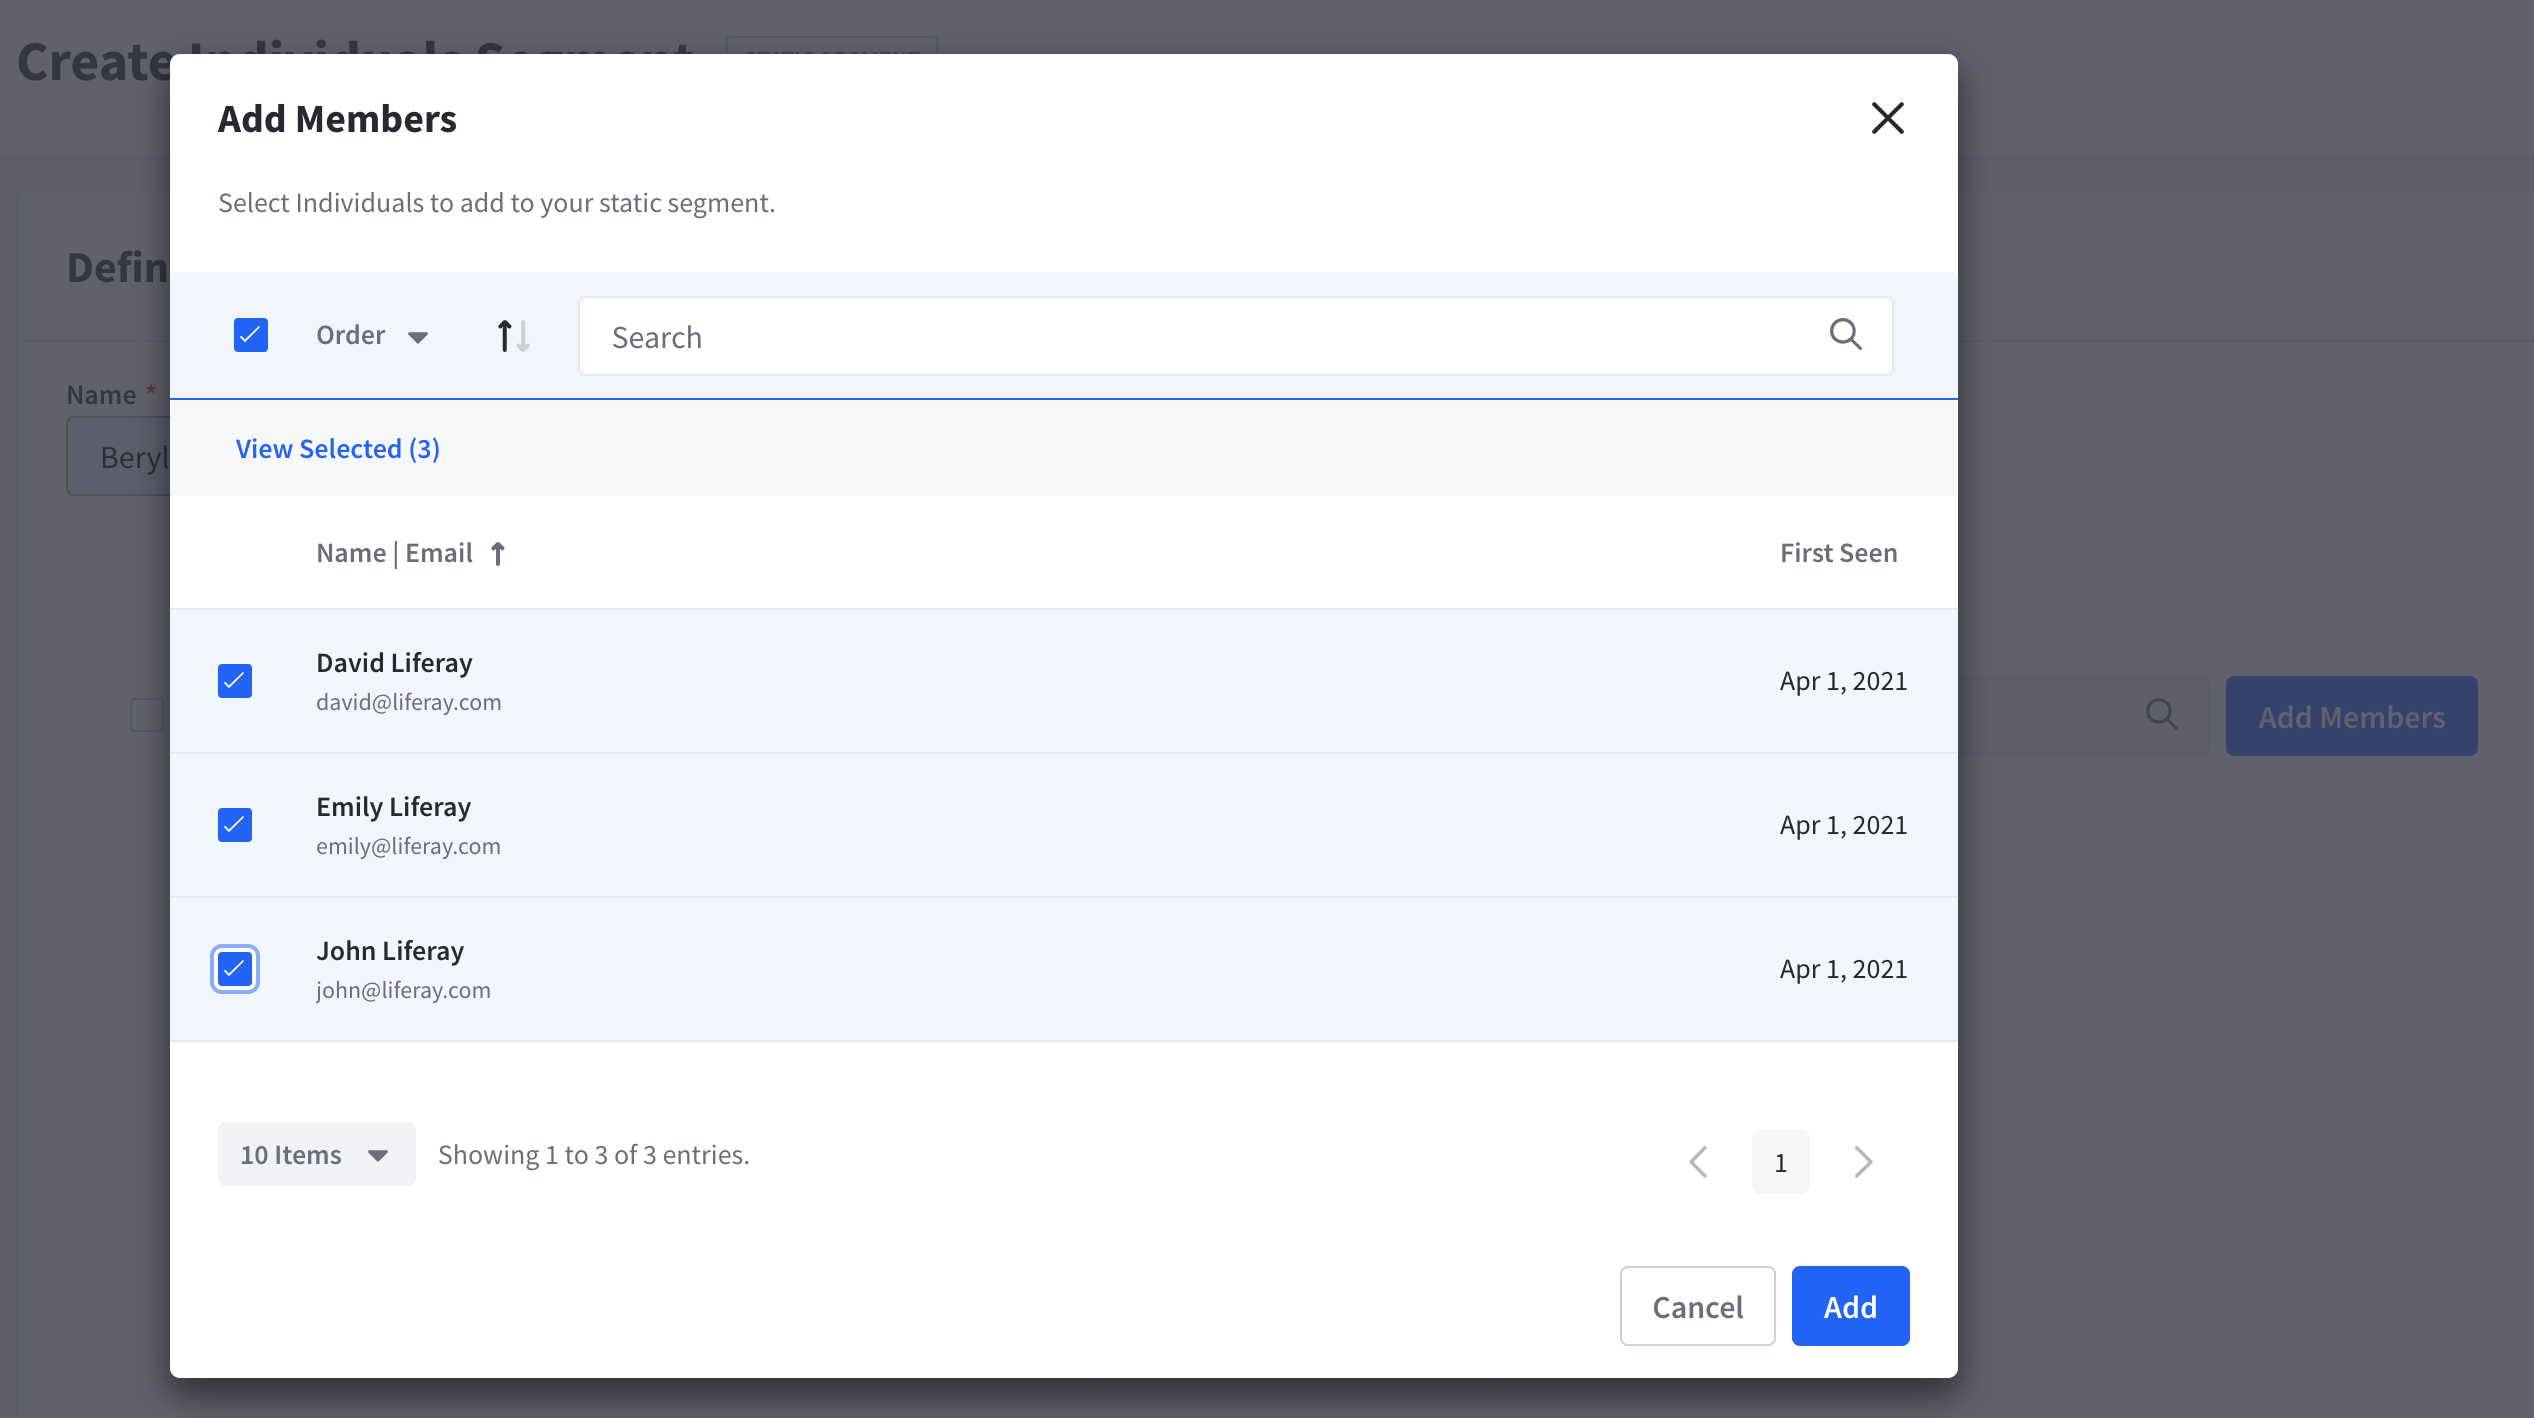 Create Individuals Segment
Add Members
Select Individuals to add to your static segment.
Defin
Order
Search
Name *
Beryl
View Selected (3)
Name | Email
First Seen
David Liferay
david@liferay.com
Apr 1, 2021
Add Members
Emily Liferay
emily@liferay.com
Apr 1, 2021
John Liferay
john@liferay.com
Apr 1, 2021
10 Items
Showing 1 to 3 of 3 entries.
1
Cancel
Add